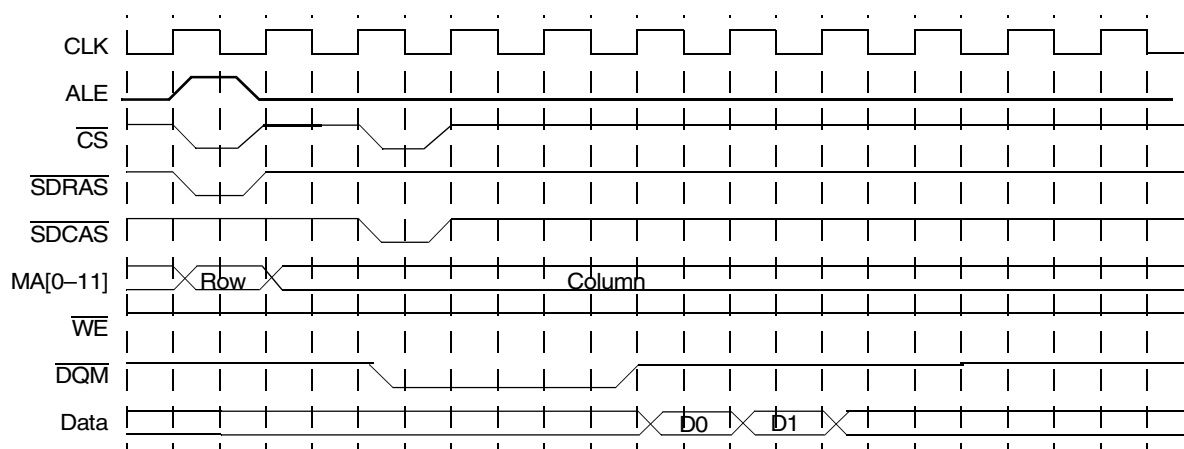 CLK
ALE
CS
SDRAS
SDCAS
MA[0–11]
Row
Column
WE
DQM
Data
D0
D1